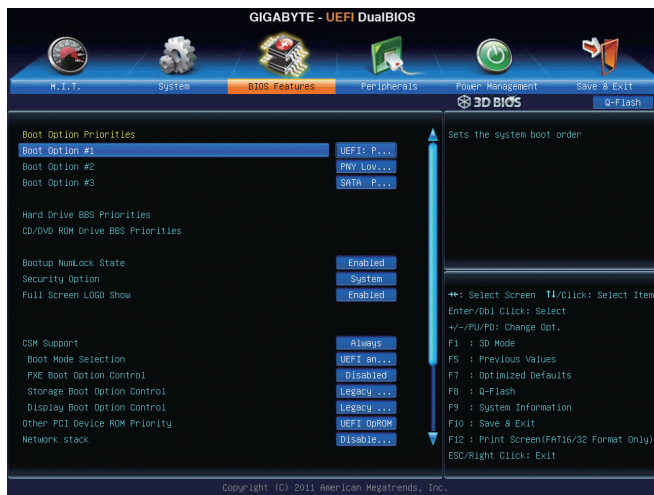 GIGABYTE - UEFI DualBIOS
M.I.T. System BIOS Features Peripherals Power Management Save & Exit
3D BIOS Q-Flash
Boot Option Priorities
Boot Option #1 UEFI: P...
Boot Option #2 PNY Lov...
Boot Option #3 SATA P...
Hard Drive BBS Priorities
CD/DVD ROM Drive BBS Priorities
Bootup NumLock State Enabled
Security Option System
Full Screen LOGO Show Enabled
CSM Support Always
Boot Mode Selection UEFI an...
PXE Boot Option Control Disabled
Storage Boot Option Control Legacy ...
Display Boot Option Control Legacy ...
Other PCI Device ROM Priority UEFI OpROM
Network stack Disable...
Sets the system boot order
→←: Select Screen ↑↓/Click: Select Item
Enter/Dbl Click: Select
+/-/PU/PD: Change Opt.
F1 : 3D Mode
F5 : Previous Values
F7 : Optimized Defaults
F8 : Q-Flash
F9 : System Information
F10 : Save & Exit
F12 : Print Screen(FAT16/32 Format Only)
ESC/Right Click: Exit
Copyright (C) 2011 American Megatrends, Inc.